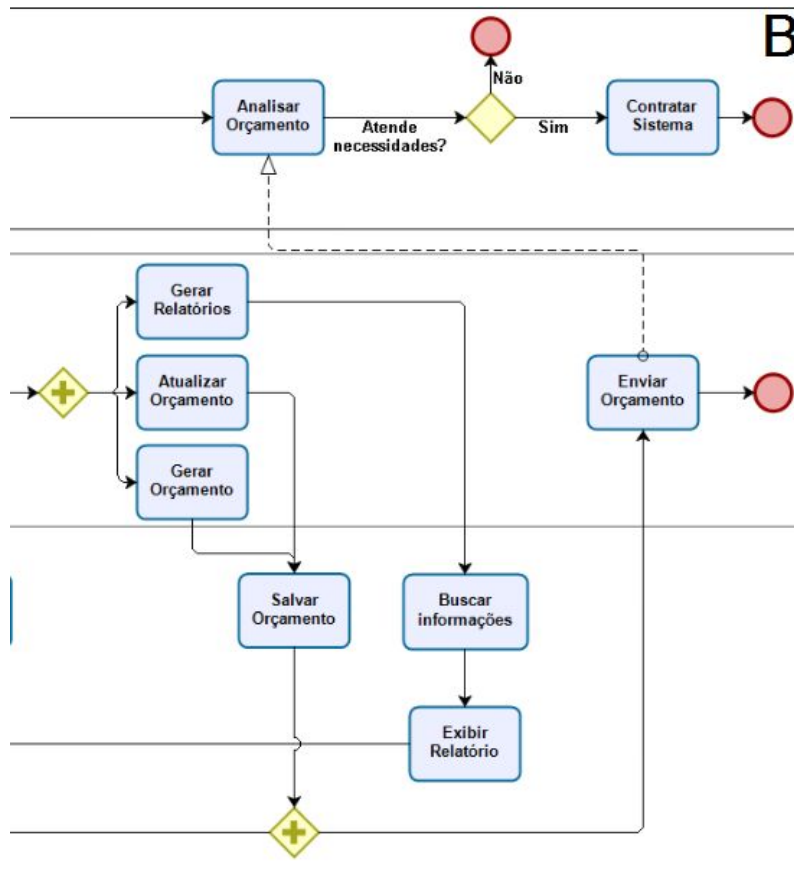 B
Não
Analisar
Orçamento
Atende
necessidades?
Sim
Contratar
Sistema
Gerar
Relatórios
Atualizar
Orçamento
Gerar
Orçamento
Enviar
Orçamento
Salvar
Orçamento
Buscar
informações
Exibir
Relatório